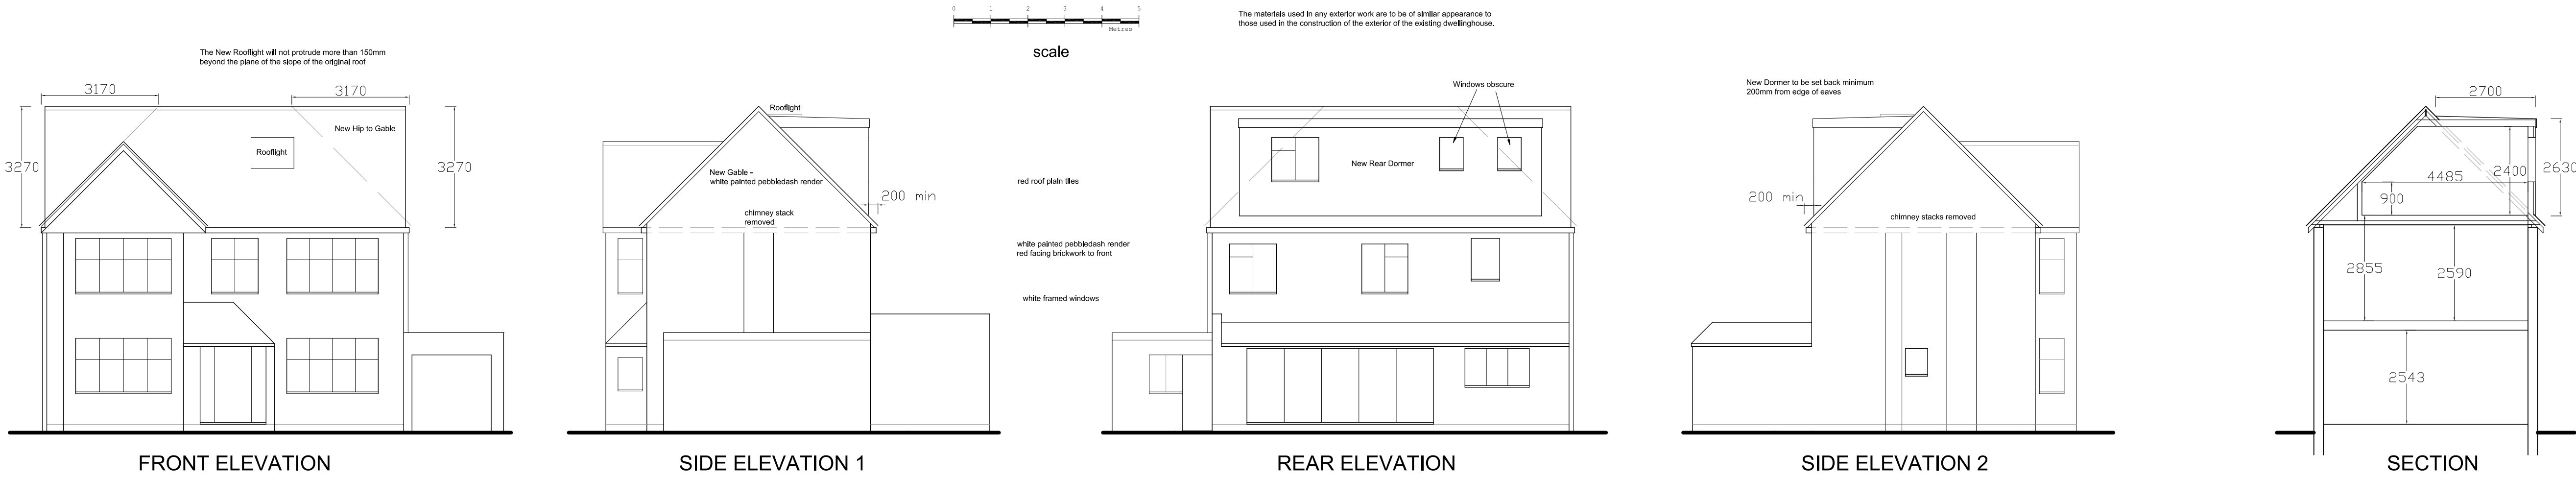 0 1 2 3 4 5
Metres
scale
The materials used in any exterior work are to be of similar appearance to
those used in the construction of the exterior of the existing dwellinghouse.
The New Rooflight will not protrude more than 150mm
beyond the plane of the slope of the original roof
3170
3170
New Hip to Gable
Rooflight
3270
3270
FRONT ELEVATION
Rooflight
New Gable -
white painted pebbledash render
200 min
chimney stack
removed
SIDE ELEVATION 1
red roof plain tiles
white painted pebbledash render
red facing brickwork to front
white framed windows
Windows obscure
New Rear Dormer
REAR ELEVATION
New Dormer to be set back minimum
200mm from edge of eaves
200 min
chimney stacks removed
SIDE ELEVATION 2
2700
2630
2400
4485
900
2855
2590
2543
SECTION